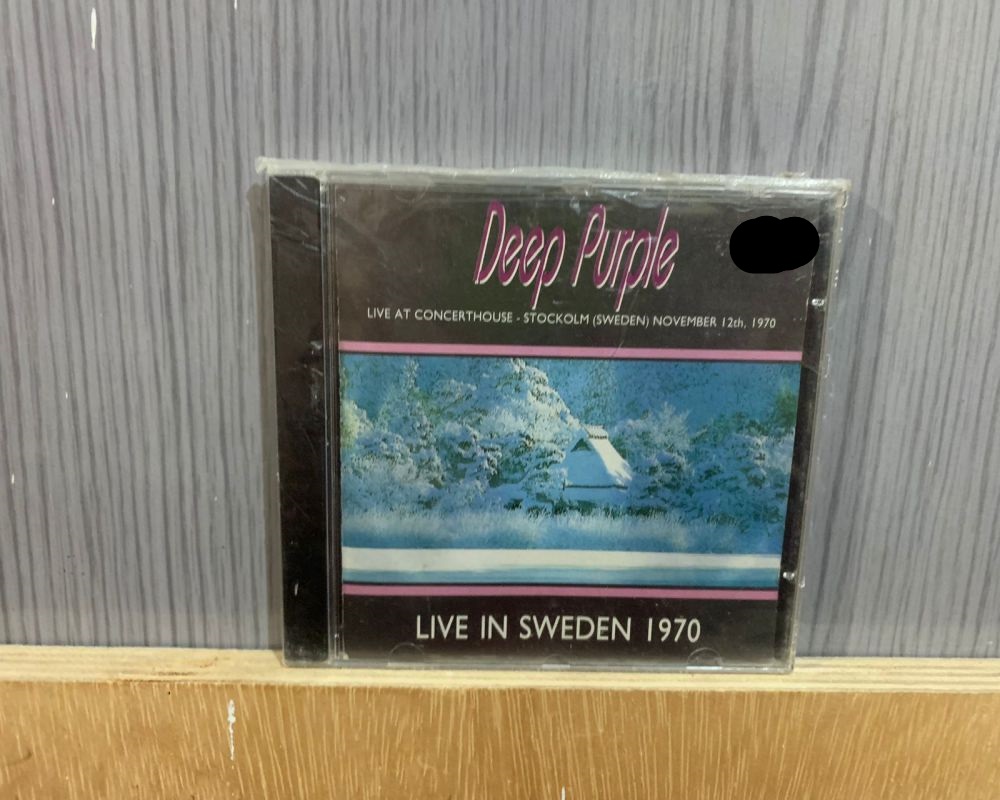 Deep Purple
LIVE AT CONCERTHOUSE - STOCKOLM (SWEDEN) NOVEMBER 12th, 1970
LIVE IN SWEDEN 1970